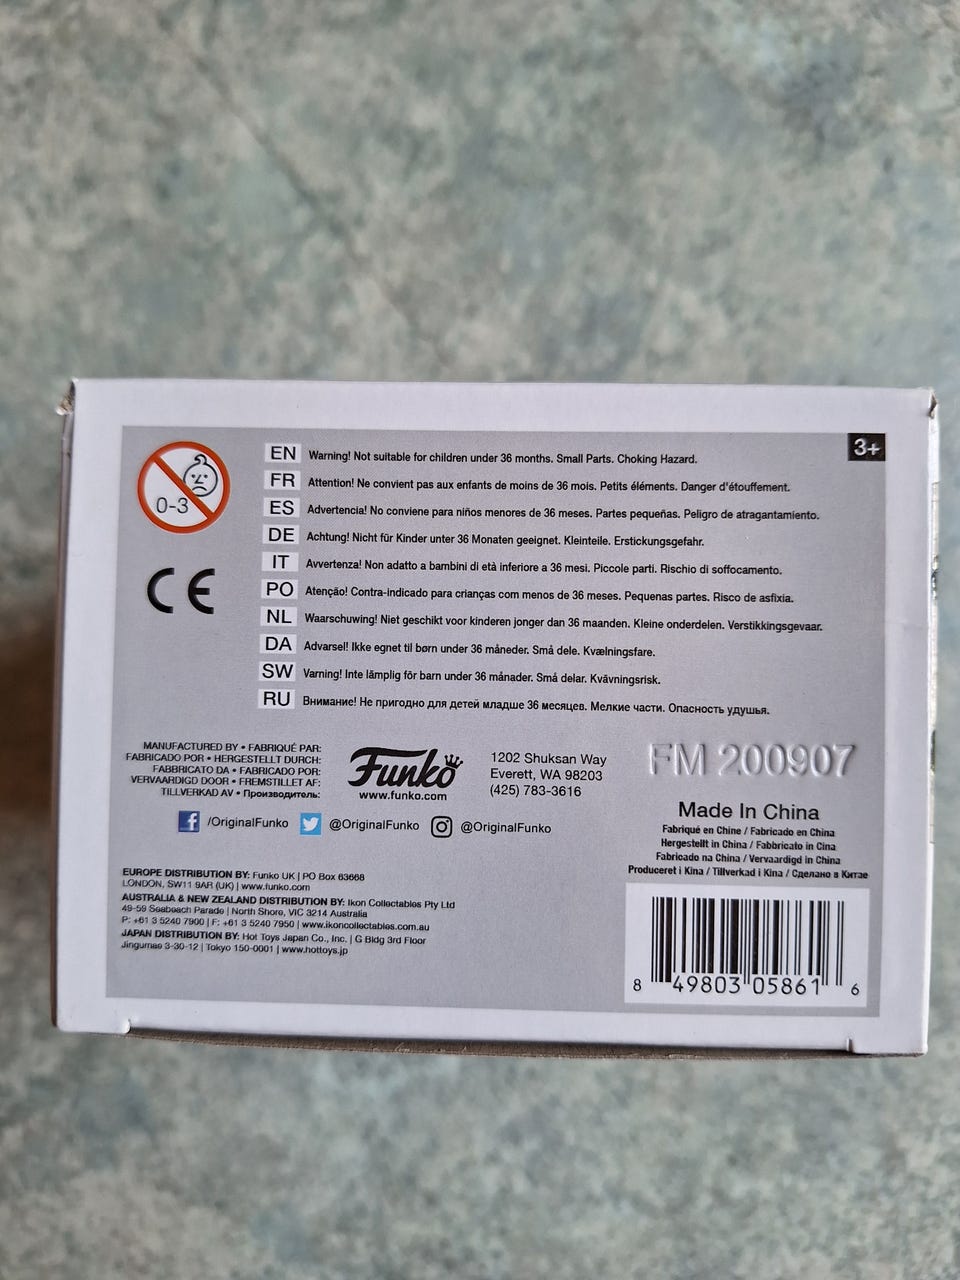 3+
0-3
EN Warning! Not suitable for children under 36 months. Small Parts. Choking Hazard.
FR Attention! Ne convient pas aux enfants de moins de 36 mois. Petits éléments. Danger d'étouffement.
ES Advertencia! No conviene para niños menores de 36 meses. Partes pequeñas. Peligro de atragantamiento.
DE Achtung! Nicht für Kinder unter 36 Monaten geeignet. Kleinteile. Erstickungsgefahr.
IT Avvertenza! Non adatto a bambini di età inferiore a 36 mesi. Piccole parti. Rischio di soffocamento.
PO Atenção! Contra-indicado para crianças com menos de 36 meses. Pequenas partes. Risco de asfixia.
NL Waarschuwing! Niet geschikt voor kinderen jonger dan 36 maanden. Kleine onderdelen. Verstikkingsgevaar.
DA Advarsel! Ikke egnet til børn under 36 måneder. Små dele. Kvælningsfare.
SW Varning! Inte lämplig för barn under 36 månader. Små delar. Kvävningsrisk.
RU Внимание! Не пригодно для детей младше 36 месяцев. Мелкие части. Опасность удушья.
CE
MANUFACTURED BY • FABRIQUÉ PAR:
FABRICADO POR • HERGESTELLT DURCH:
FABBRICATO DA • FABRICADO POR:
VERVAARDIGD DOOR • FREMSTILLET AF:
TILLVERKAD AV • Производитель:
Funko
www.funko.com
1202 Shuksan Way
Everett, WA 98203
(425) 783-3616
FM 200907
/OriginalFunko @OriginalFunko @OriginalFunko
Made In China
Fabriqué en Chine / Fabricado en China
Hergestellt in China / Fabbricato in Cina
Fabricado na China / Vervaardigd in China
Produceret i Kina / Tillverkad i Kina / Сделано в Китае
EUROPE DISTRIBUTION BY: Funko UK | PO Box 63668
LONDON, SW11 9AR (UK) | www.funko.com
AUSTRALIA & NEW ZEALAND DISTRIBUTION BY: Ikon Collectables Pty Ltd
49-59 Seabeach Parade | North Shore, VIC 3214 Australia
P: +61 3 5240 7900 | F: +61 3 5240 7950 | www.ikoncollectables.com.au
JAPAN DISTRIBUTION BY: Hot Toys Japan Co., Inc. | G Bldg 3rd Floor
Jingumae 3-30-12 | Tokyo 150-0001 | www.hottoys.jp
8 49803 05861 6